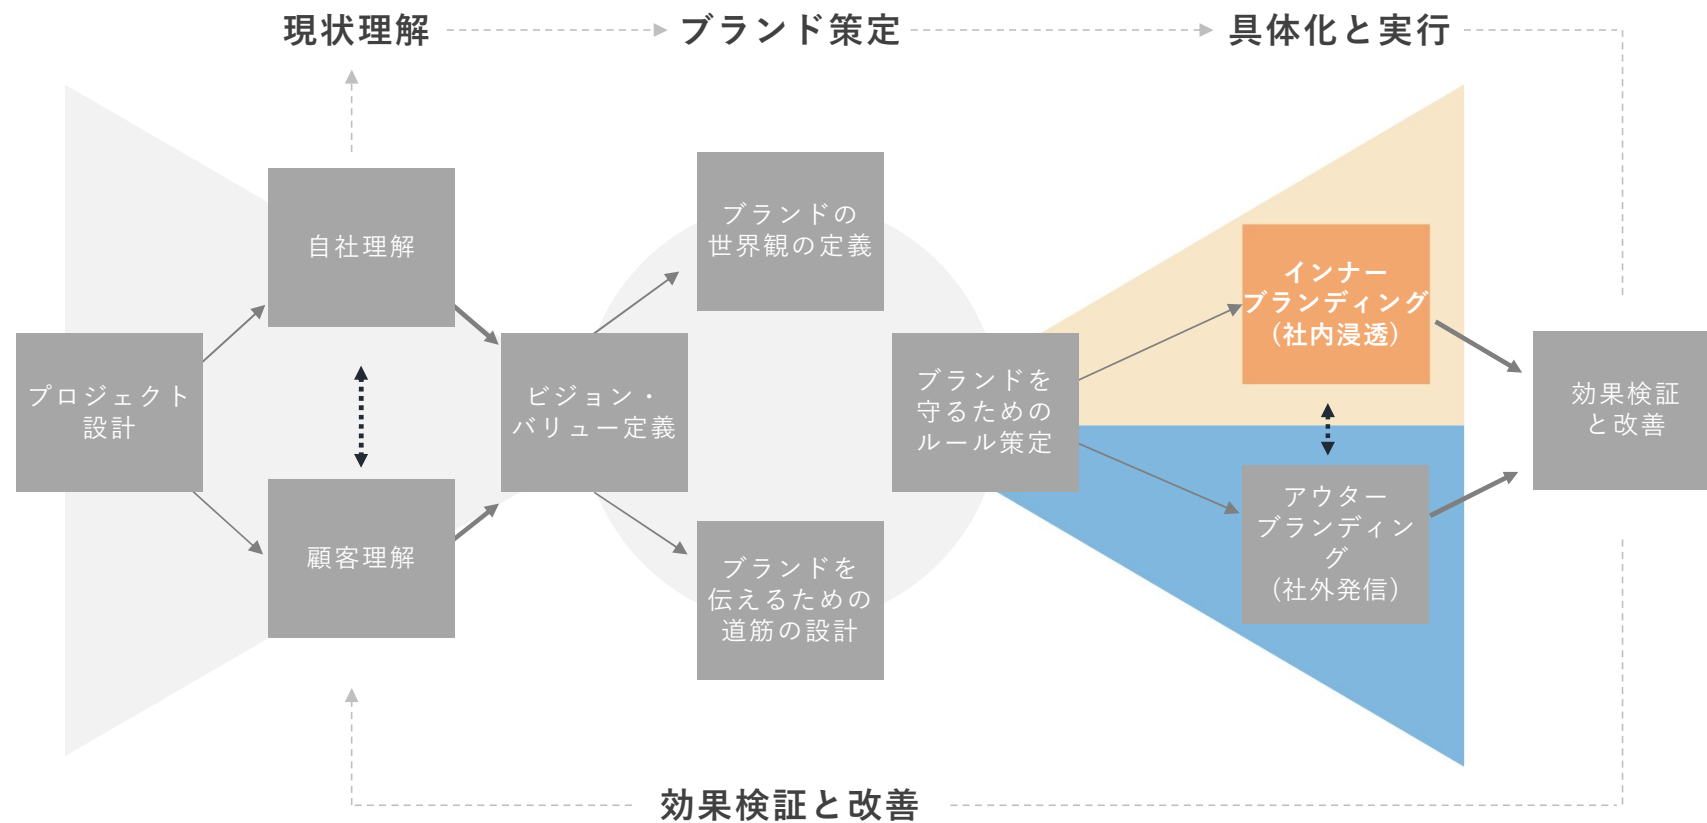 現状理解
ブランド策定
具体化と実行
プロジェクト
設計
自社理解
顧客理解
ビジョン・
バリュー定義
ブランドの
世界観の定義
ブランドを
伝えるための
道筋の設計
ブランドを
守るための
ルール策定
インナー
ブランディング
（社内浸透）
アウター
ブランディン
グ
（社外発信）
効果検証
と改善
効果検証と改善